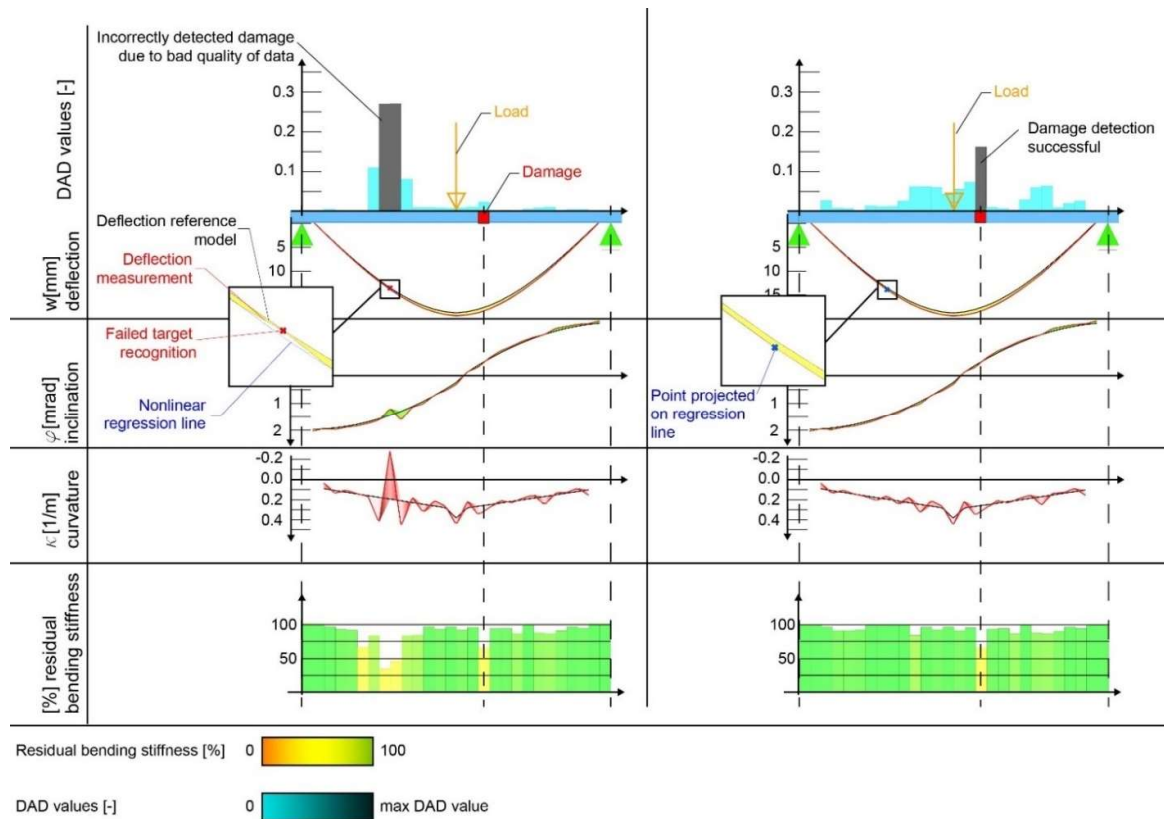 Incorrectly detected damage
due to bad quality of data
DAD values [-]
0.3
0.2
0.1
Load
Damage
0.3
0.2
0.1
Load
Damage detection
successful
Deflection reference
model
Deflection
measurement
Failed target
recognition
Nonlinear
regression line
w[mm]
deflection
5
10
5
10
15
Point projected
on regression
line
φ[mrad]
inclination
1
2
1
2
κ[1/m]
curvature
-0.2
0.0
0.2
0.4
-0.2
0.0
0.2
0.4
[%] residual
bending stiffness
100
50
100
50
Residual bending stiffness [%] 0 100
DAD values [-] 0 max DAD value